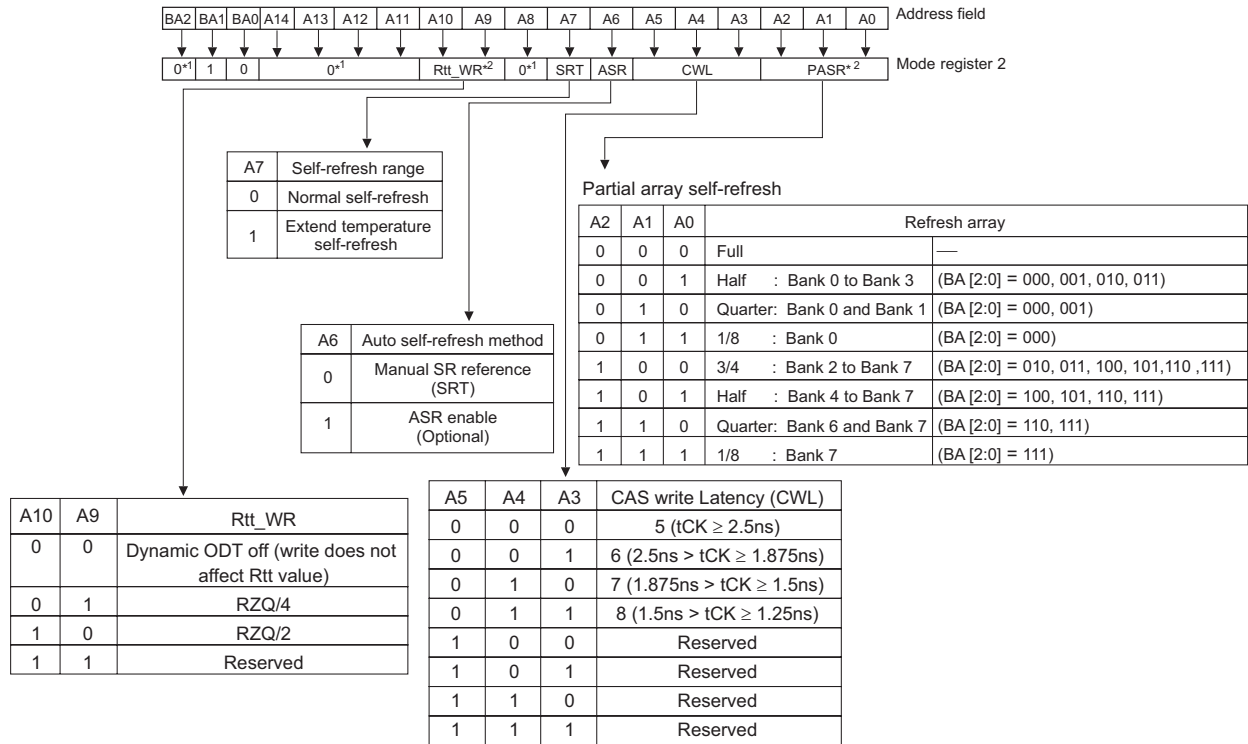 BA2 BA1 BA0 A14 A13 A12 A11 A10 A9 A8 A7 A6 A5 A4 A3 A2 A1 A0 Address field
0*1 1 0 0*1 Rtt_WR*2 0*1 SRT ASR CWL PASR*2 Mode register 2
A7 Self-refresh range
0 Normal self-refresh
1 Extend temperature
self-refresh
Partial array self-refresh
A2 A1 A0 Refresh array
0 0 0 Full —
0 0 1 Half : Bank 0 to Bank 3 (BA [2:0] = 000, 001, 010, 011)
0 1 0 Quarter: Bank 0 and Bank 1 (BA [2:0] = 000, 001)
0 1 1 1/8 : Bank 0 (BA [2:0] = 000)
1 0 0 3/4 : Bank 2 to Bank 7 (BA [2:0] = 010, 011, 100, 101,110 ,111)
1 0 1 Half : Bank 4 to Bank 7 (BA [2:0] = 100, 101, 110, 111)
1 1 0 Quarter: Bank 6 and Bank 7 (BA [2:0] = 110, 111)
1 1 1 1/8 : Bank 7 (BA [2:0] = 111)
A6 Auto self-refresh method
0 Manual SR reference
(SRT)
1 ASR enable
(Optional)
A10 A9 Rtt_WR
0 0 Dynamic ODT off (write does not
affect Rtt value)
0 1 RZQ/4
1 0 RZQ/2
1 1 Reserved
A5 A4 A3 CAS write Latency (CWL)
0 0 0 5 (tCK ≥ 2.5ns)
0 0 1 6 (2.5ns > tCK ≥ 1.875ns)
0 1 0 7 (1.875ns > tCK ≥ 1.5ns)
0 1 1 8 (1.5ns > tCK ≥ 1.25ns)
1 0 0 Reserved
1 0 1 Reserved
1 1 0 Reserved
1 1 1 Reserved